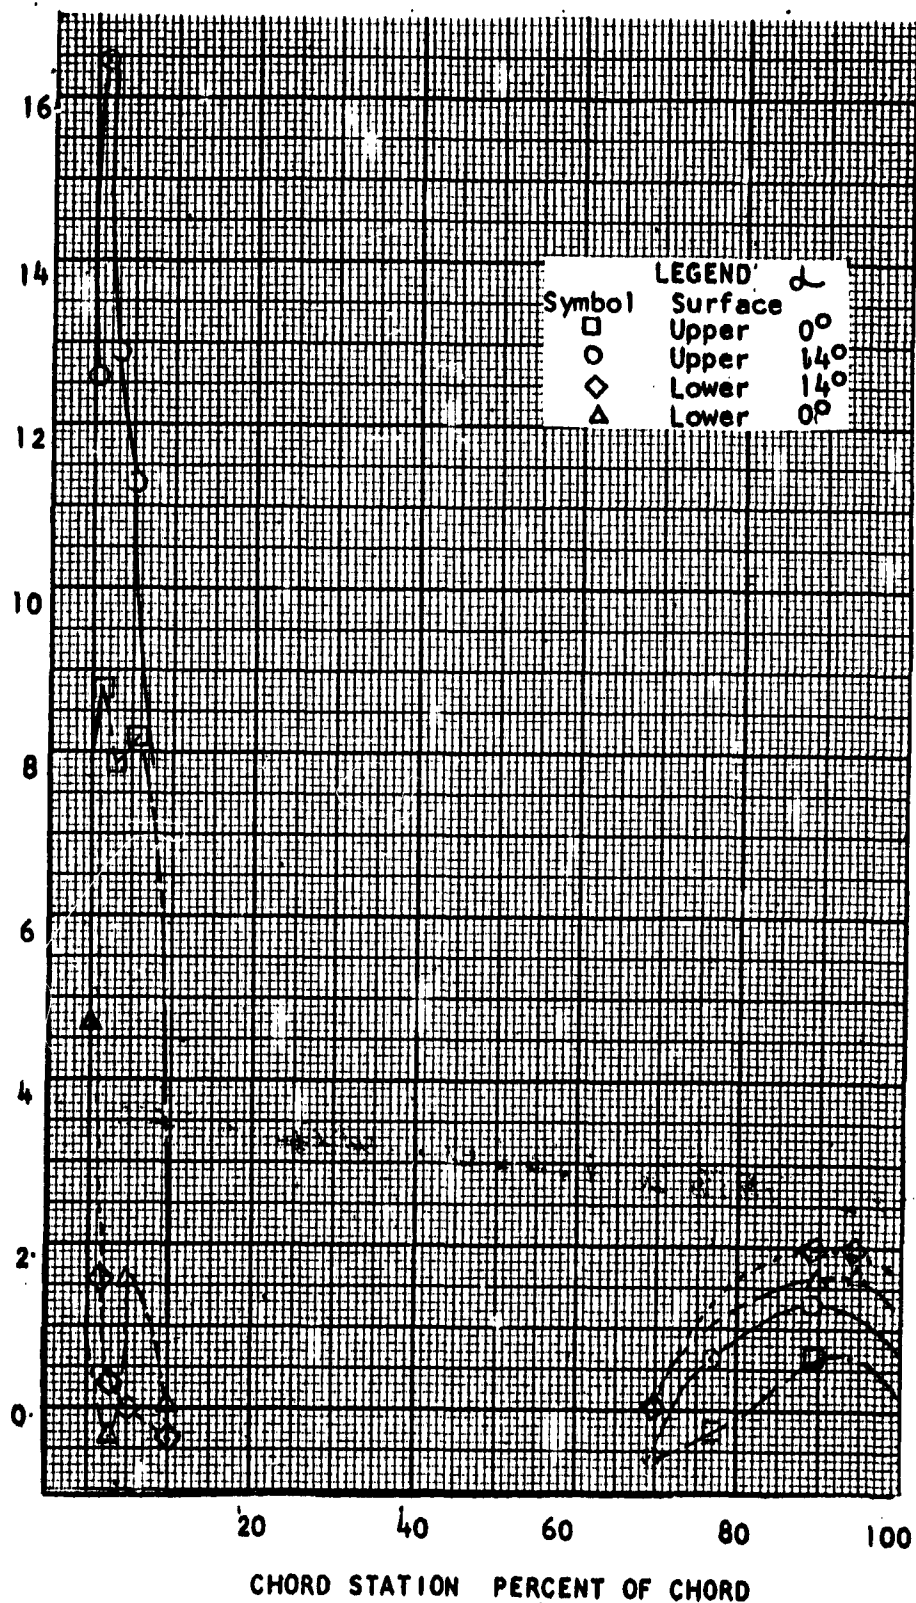 16
14
LEGEND α
Symbol Surface
□ Upper 0°
○ Upper 14°
◇ Lower 14°
△ Lower 0°
12
10
8
6
4
2
0
20 40 60 80 100
CHORD STATION PERCENT OF CHORD